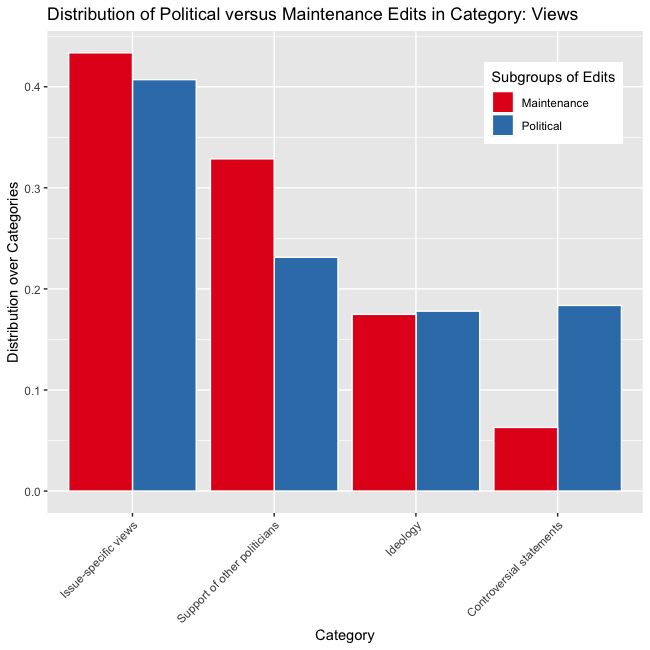 Distribution of Political versus Maintenance Edits in Category: Views
Subgroups of Edits
Maintenance
Political
Distribution over Categories
0.4
0.3
0.2
0.1
0.0
Issue-specific views
Support of other politicians
Ideology
Controversial statements
Category